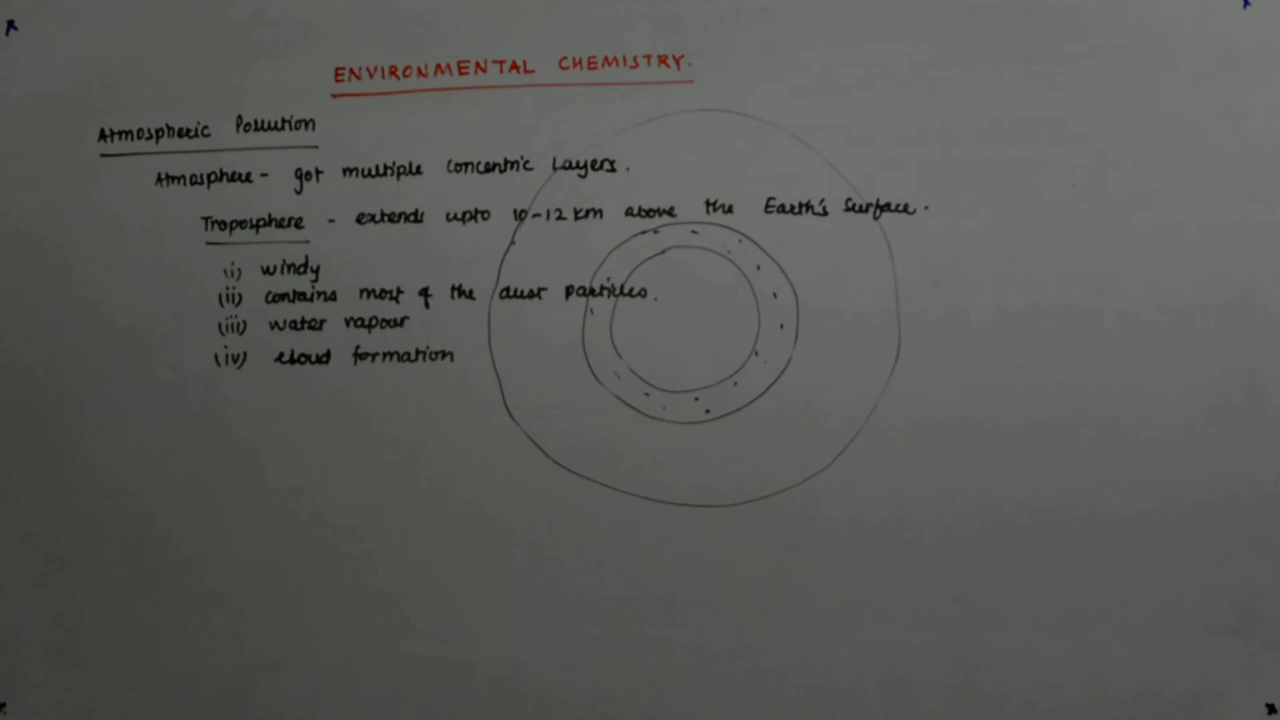 ENVIRONMENTAL CHEMISTRY.
Atmospheric Pollution
Atmosphere - got multiple concentric Layers.
Troposphere - extends upto 10-12 km above the Earth's Surface.
(i) windy
(ii) contains most of the dust particles.
(iii) water vapour
(iv) cloud formation